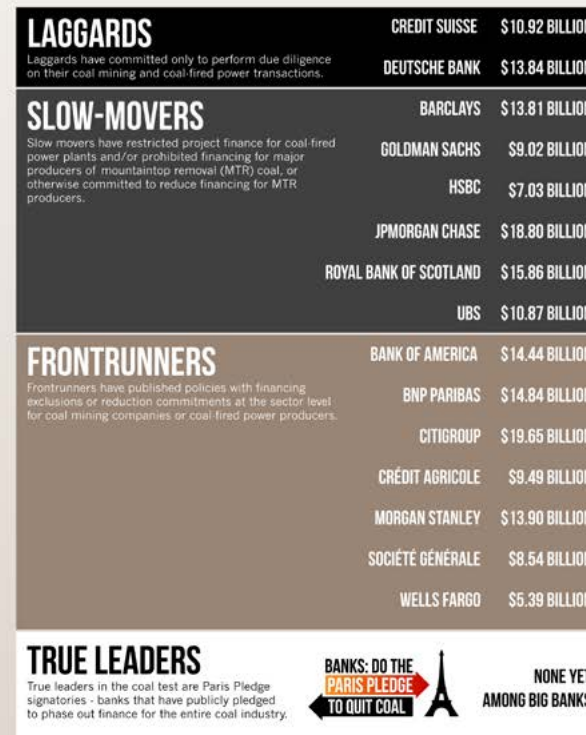 LAGGARDS
Laggards have committed only to perform due diligence
on their coal mining and coal-fired power transactions.
CREDIT SUISSE $10.92 BILLION
DEUTSCHE BANK $13.84 BILLION
SLOW-MOVERS
Slow movers have restricted project finance for coal-fired
power plants and/or prohibited financing for major
producers of mountaintop removal (MTR) coal, or
otherwise committed to reduce financing for MTR
producers.
BARCLAYS $13.81 BILLION
GOLDMAN SACHS $9.02 BILLION
HSBC $7.03 BILLION
JPMORGAN CHASE $18.80 BILLION
ROYAL BANK OF SCOTLAND $15.86 BILLION
UBS $10.87 BILLION
FRONTRUNNERS
Frontrunners have published policies with financing
exclusions or reduction commitments at the sector level
for coal mining companies or coal-fired power producers.
BANK OF AMERICA $14.44 BILLION
BNP PARIBAS $14.84 BILLION
CITIGROUP $19.65 BILLION
CRÉDIT AGRICOLE $9.49 BILLION
MORGAN STANLEY $13.90 BILLION
SOCIÉTÉ GÉNÉRALE $8.54 BILLION
WELLS FARGO $5.39 BILLION
TRUE LEADERS
True leaders in the coal test are Paris Pledge
signatories - banks that have publicly pledged
to phase out finance for the entire coal industry.
BANKS: DO THE
PARIS PLEDGE
TO QUIT COAL
NONE YET
AMONG BIG BANKS